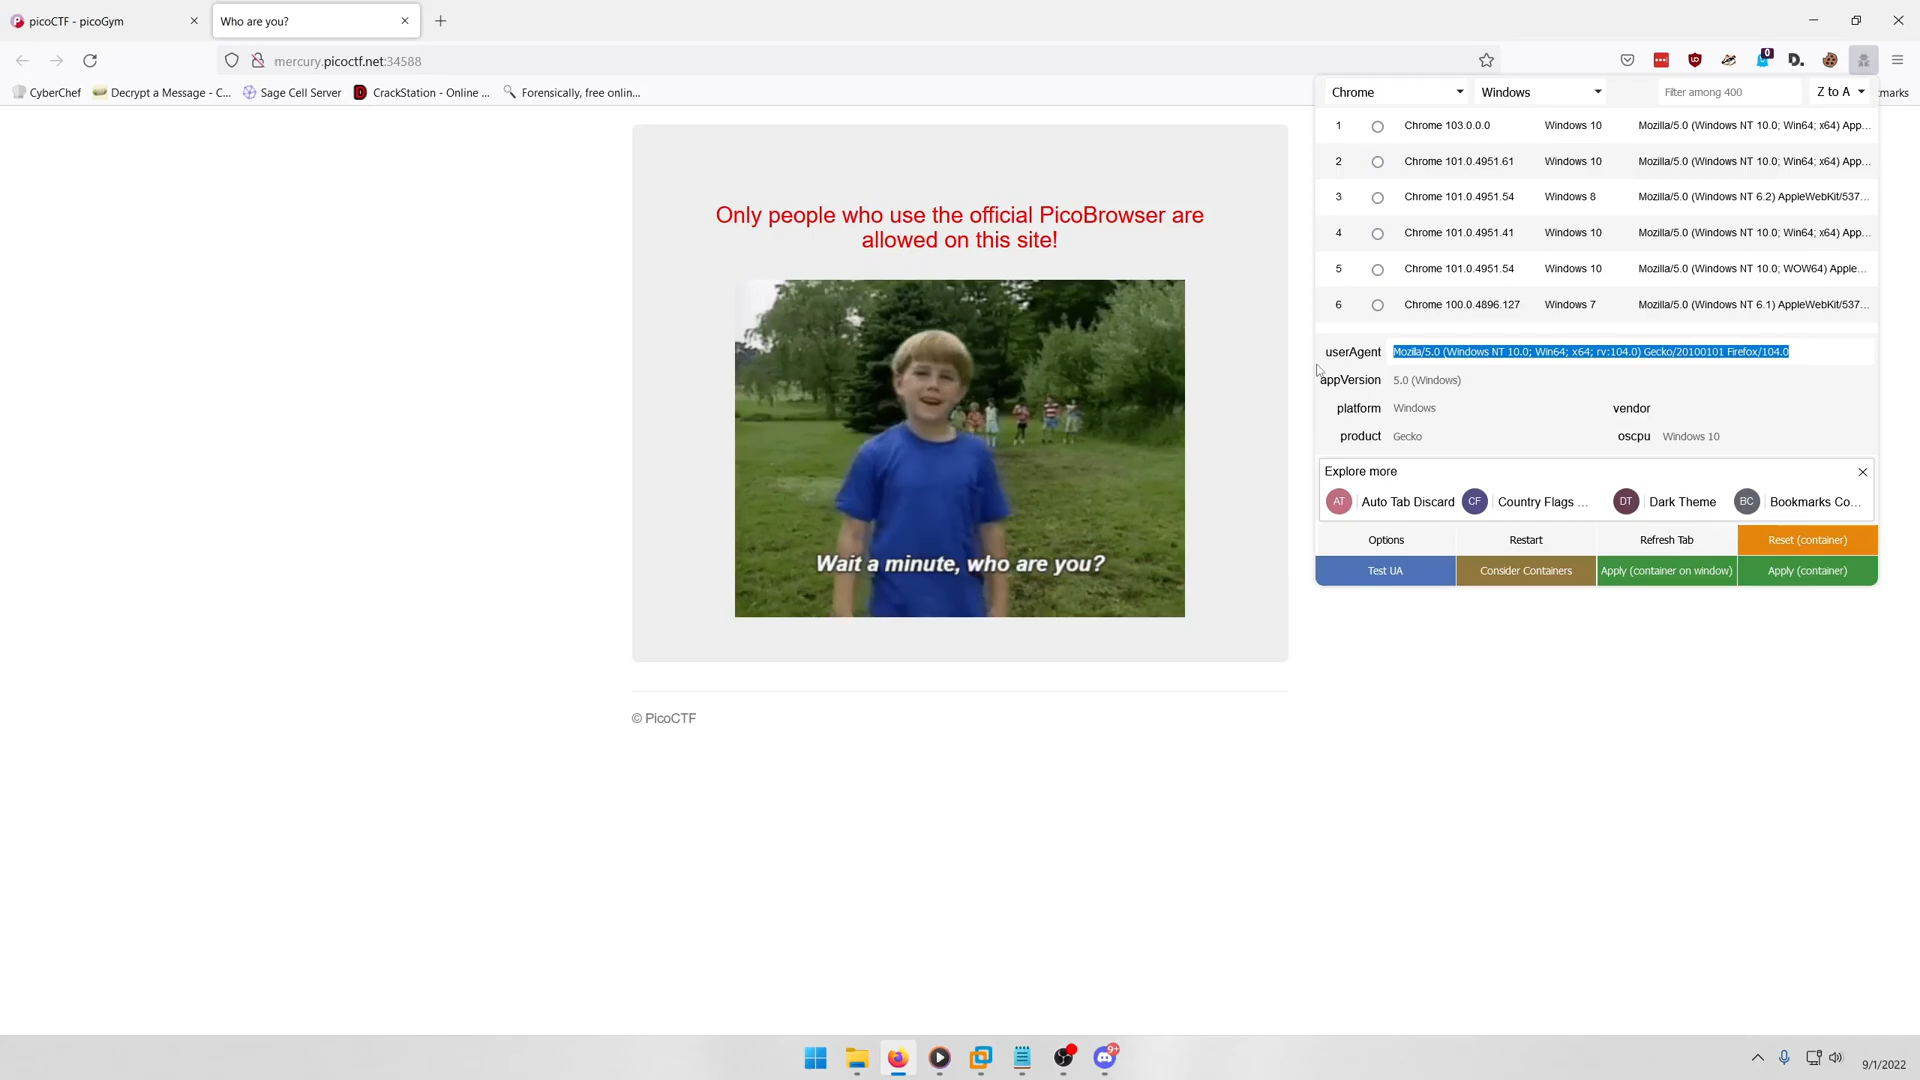 picoCTF - picoGym
Who are you?
mercury.picoctf.net:34588
0
CyberChef
Decrypt a Message - C...
Sage Cell Server
CrackStation - Online ...
Forensically, free onlin...
marks
Chrome
Windows
Filter among 400
Z to A
1 Chrome 103.0.0.0 Windows 10 Mozilla/5.0 (Windows NT 10.0; Win64; x64) App...
2 Chrome 101.0.4951.61 Windows 10 Mozilla/5.0 (Windows NT 10.0; Win64; x64) App...
3 Chrome 101.0.4951.54 Windows 8 Mozilla/5.0 (Windows NT 6.2) AppleWebKit/537...
4 Chrome 101.0.4951.41 Windows 10 Mozilla/5.0 (Windows NT 10.0; Win64; x64) App...
5 Chrome 101.0.4951.54 Windows 10 Mozilla/5.0 (Windows NT 10.0; WOW64) Apple...
6 Chrome 100.0.4896.127 Windows 7 Mozilla/5.0 (Windows NT 6.1) AppleWebKit/537...
userAgent Mozilla/5.0 (Windows NT 10.0; Win64; x64; rv:104.0) Gecko/20100101 Firefox/104.0
appVersion 5.0 (Windows)
platform Windows vendor
product Gecko oscpu Windows 10
Explore more
AT Auto Tab Discard CF Country Flags ... DT Dark Theme BC Bookmarks Co...
Options Restart Refresh Tab Reset (container)
Test UA Consider Containers Apply (container on window) Apply (container)
Only people who use the official PicoBrowser are
allowed on this site!
Wait a minute, who are you?
© PicoCTF
9+
9/1/2022